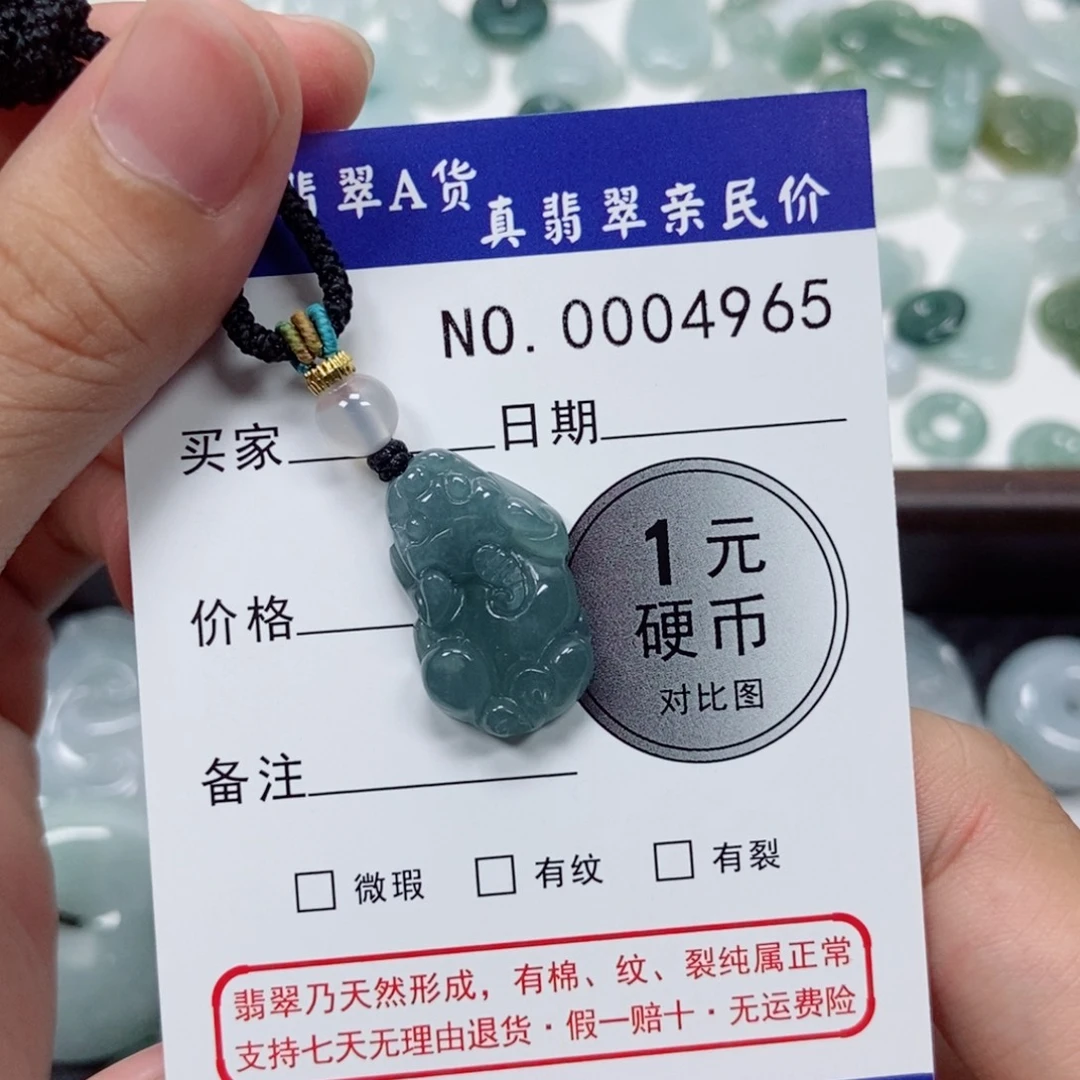 翡翠A货
真翡翠亲民价
NO.0004965
买家
日期
1元
硬币
对比图
价格
备注
微瑕
有纹
有裂
翡翠乃天然形成，有棉、纹、裂纯属正常
支持七天无理由退货·假一赔十·无运费险